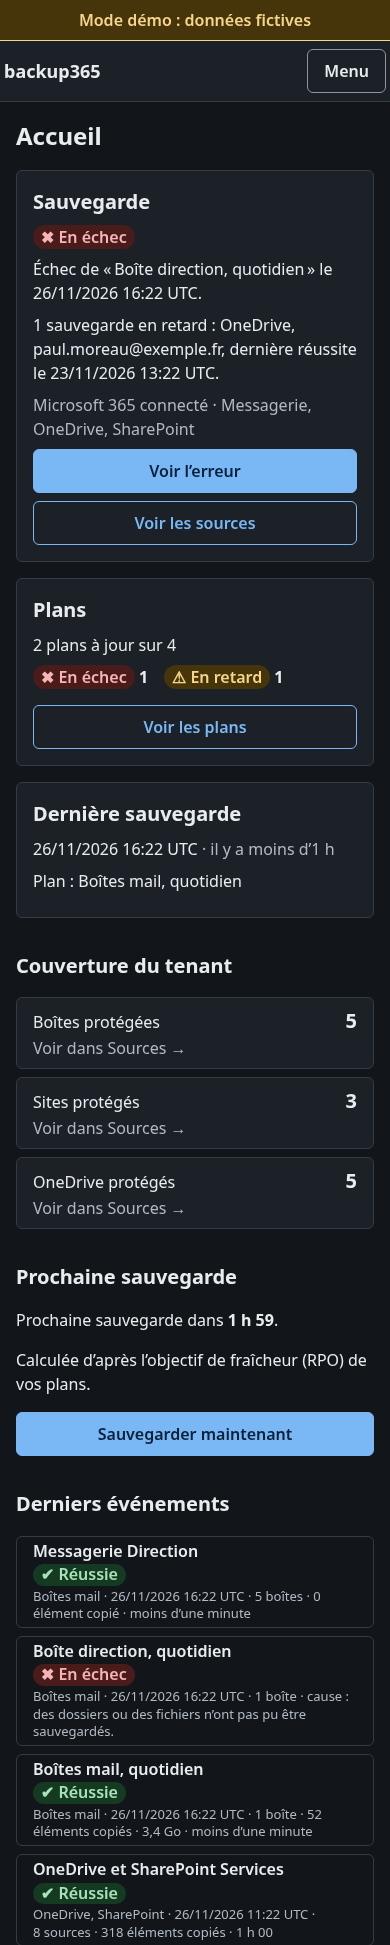 Mode démo : données fictives
backup365
Menu
Accueil
Sauvegarde
✖ En échec
Échec de « Boîte direction, quotidien » le
26/11/2026 16:22 UTC.
1 sauvegarde en retard : OneDrive,
paul.moreau@exemple.fr, dernière réussite
le 23/11/2026 13:22 UTC.
Microsoft 365 connecté · Messagerie,
OneDrive, SharePoint
Voir l’erreur
Voir les sources
Plans
2 plans à jour sur 4
✖ En échec 1 ⚠ En retard 1
Voir les plans
Dernière sauvegarde
26/11/2026 16:22 UTC · il y a moins d’1 h
Plan : Boîtes mail, quotidien
Couverture du tenant
Boîtes protégées 5
Voir dans Sources →
Sites protégés 3
Voir dans Sources →
OneDrive protégés 5
Voir dans Sources →
Prochaine sauvegarde
Prochaine sauvegarde dans 1 h 59.
Calculée d’après l’objectif de fraîcheur (RPO) de
vos plans.
Sauvegarder maintenant
Derniers événements
Messagerie Direction
✔ Réussie
Boîtes mail · 26/11/2026 16:22 UTC · 5 boîtes · 0
élément copié · moins d’une minute
Boîte direction, quotidien
✖ En échec
Boîtes mail · 26/11/2026 16:22 UTC · 1 boîte · cause :
des dossiers ou des fichiers n’ont pas pu être
sauvegardés.
Boîtes mail, quotidien
✔ Réussie
Boîtes mail · 26/11/2026 16:22 UTC · 1 boîte · 52
éléments copiés · 3,4 Go · moins d’une minute
OneDrive et SharePoint Services
✔ Réussie
OneDrive, SharePoint · 26/11/2026 11:22 UTC ·
8 sources · 318 éléments copiés · 1 h 00